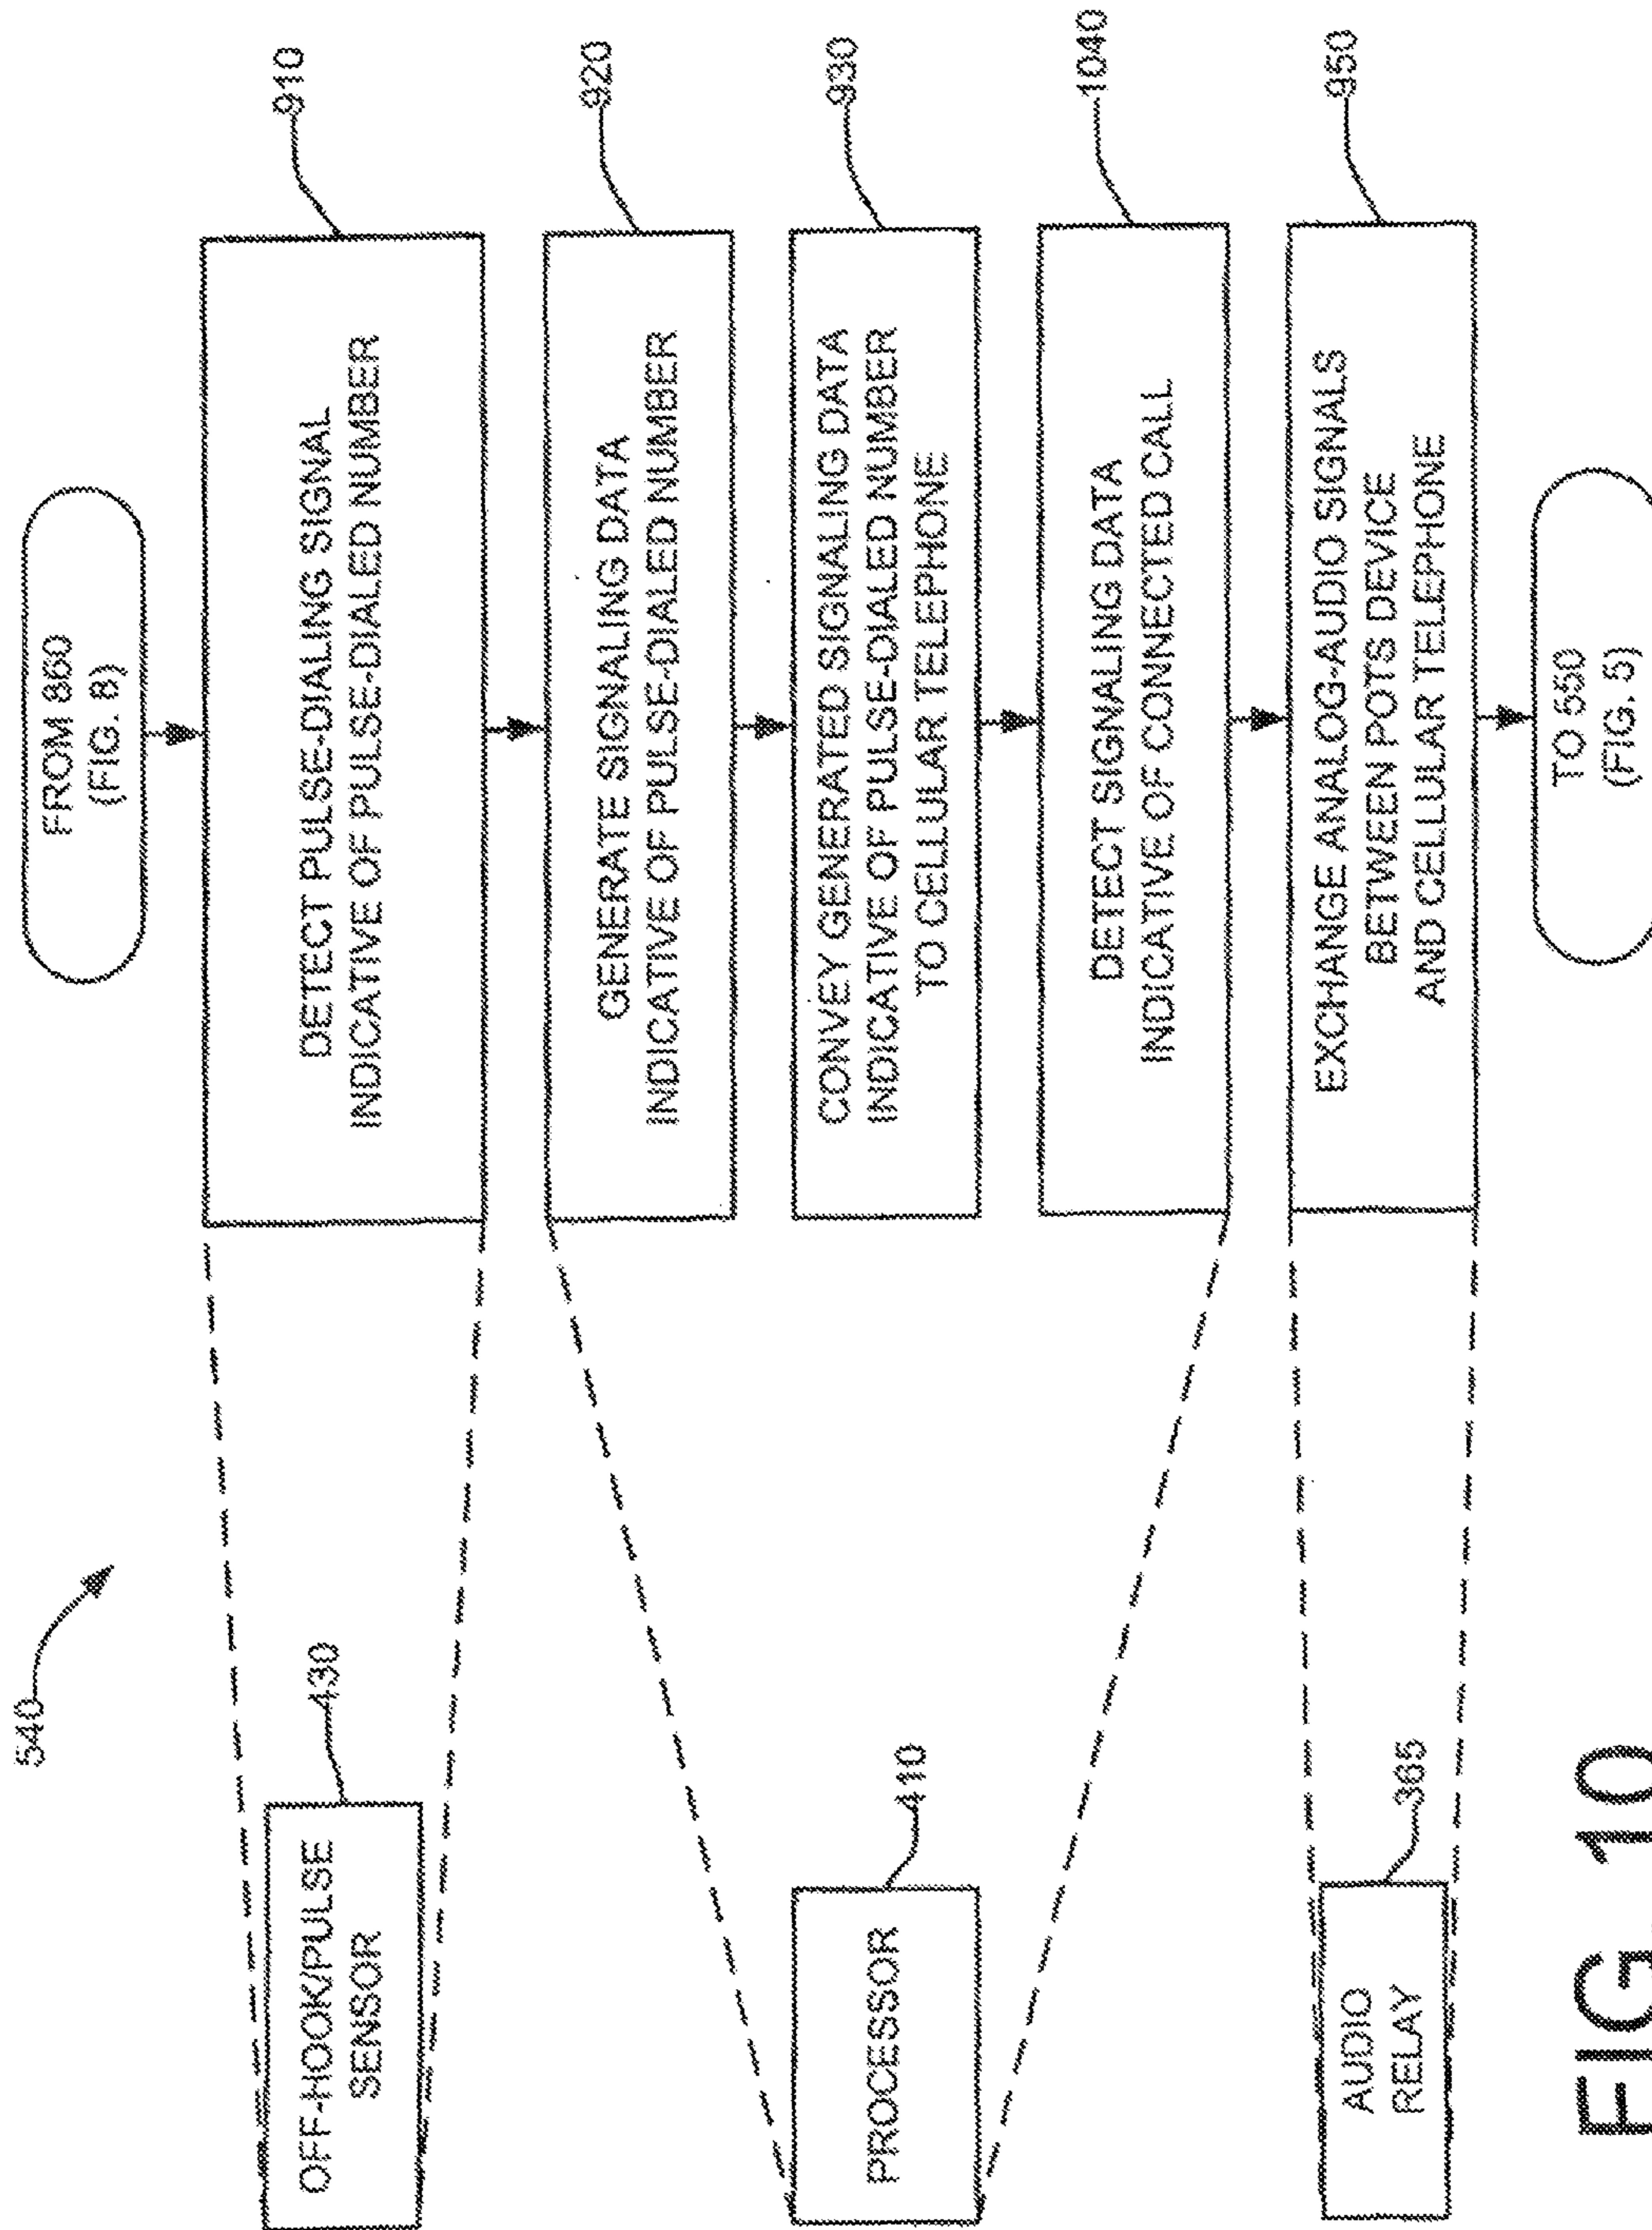 540
FROM 860
(FIG. 8)
OFF-HOOK/PULSE
SENSOR
430
DETECT PULSE-DIALING SIGNAL
INDICATIVE OF PULSE-DIALED NUMBER
910
GENERATE SIGNALING DATA
INDICATIVE OF PULSE-DIALED NUMBER
920
PROCESSOR
410
CONVEY GENERATED SIGNALING DATA
INDICATIVE OF PULSE-DIALED NUMBER
TO CELLULAR TELEPHONE
930
DETECT SIGNALING DATA
INDICATIVE OF CONNECTED CALL
1040
AUDIO
RELAY
365
EXCHANGE ANALOG-AUDIO SIGNALS
BETWEEN POTS DEVICE
AND CELLULAR TELEPHONE
950
TO 550
(FIG. 5)
FIG. 10